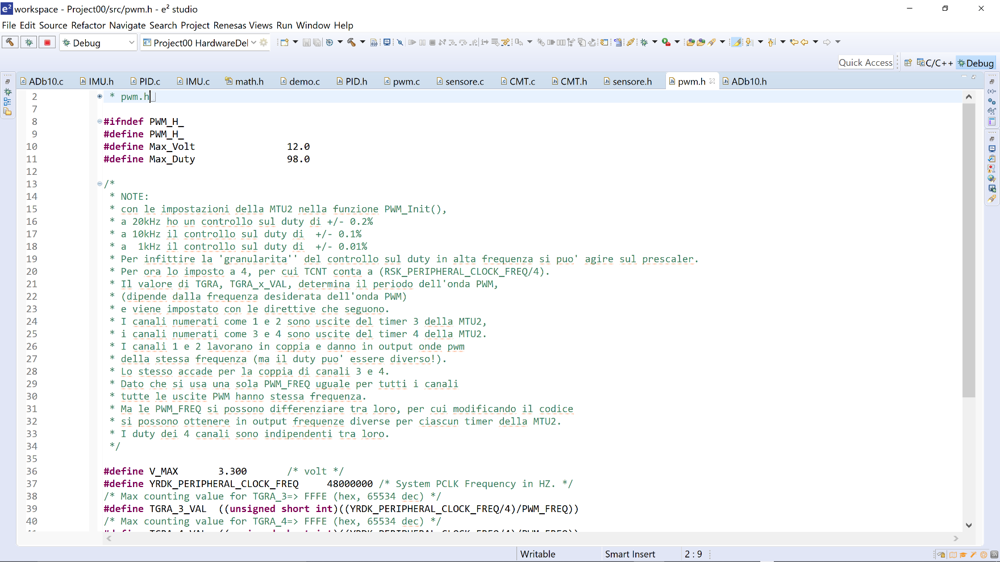 workspace - Project00/src/pwm.h - e² studio
File Edit Source Refactor Navigate Search Project Renesas Views Run Window Help
Debug
Project00 HardwareDel
Quick Access
C/C++
Debug
ADb10.c
IMU.h
PID.c
IMU.c
math.h
demo.c
PID.h
pwm.c
sensore.c
CMT.c
CMT.h
sensore.h
pwm.h
ADb10.h
2 * pwm.h
7
8 #ifndef PWM_H_
9 #define PWM_H_
10 #define Max_Volt 12.0
11 #define Max_Duty 98.0
12
13 /*
14 * NOTE:
15 * con le impostazioni della MTU2 nella funzione PWM_Init(),
16 * a 20kHz ho un controllo sul duty di +/- 0.2%
17 * a 10kHz il controllo sul duty di +/- 0.1%
18 * a 1kHz il controllo sul duty di +/- 0.01%
19 * Per infittire la 'granularita'' del controllo sul duty in alta frequenza si puo' agire sul prescaler.
20 * Per ora lo imposto a 4, per cui TCNT conta a (RSK_PERIPHERAL_CLOCK_FREQ/4).
21 * Il valore di TGRA, TGRA_x_VAL, determina il periodo dell'onda PWM,
22 * (dipende dalla frequenza desiderata dell'onda PWM)
23 * e viene impostato con le direttive che seguono.
24 * I canali numerati come 1 e 2 sono uscite del timer 3 della MTU2,
25 * i canali numerati come 3 e 4 sono uscite del timer 4 della MTU2.
26 * I canali 1 e 2 lavorano in coppia e danno in output onde pwm
27 * della stessa frequenza (ma il duty puo' essere diverso!).
28 * Lo stesso accade per la coppia di canali 3 e 4.
29 * Dato che si usa una sola PWM_FREQ uguale per tutti i canali
30 * tutte le uscite PWM hanno stessa frequenza.
31 * Ma le PWM_FREQ si possono differenziare tra loro, per cui modificando il codice
32 * si possono ottenere in output frequenze diverse per ciascun timer della MTU2.
33 * I duty dei 4 canali sono indipendenti tra loro.
34 */
35
36 #define V_MAX 3.300 /* volt */
37 #define YRDK_PERIPHERAL_CLOCK_FREQ 48000000 /* System PCLK Frequency in HZ. */
38 /* Max counting value for TGRA_3=> FFFE (hex, 65534 dec) */
39 #define TGRA_3_VAL ((unsigned short int)((YRDK_PERIPHERAL_CLOCK_FREQ/4)/PWM_FREQ))
40 /* Max counting value for TGRA_4=> FFFE (hex, 65534 dec) */
Writable
Smart Insert
2 : 9